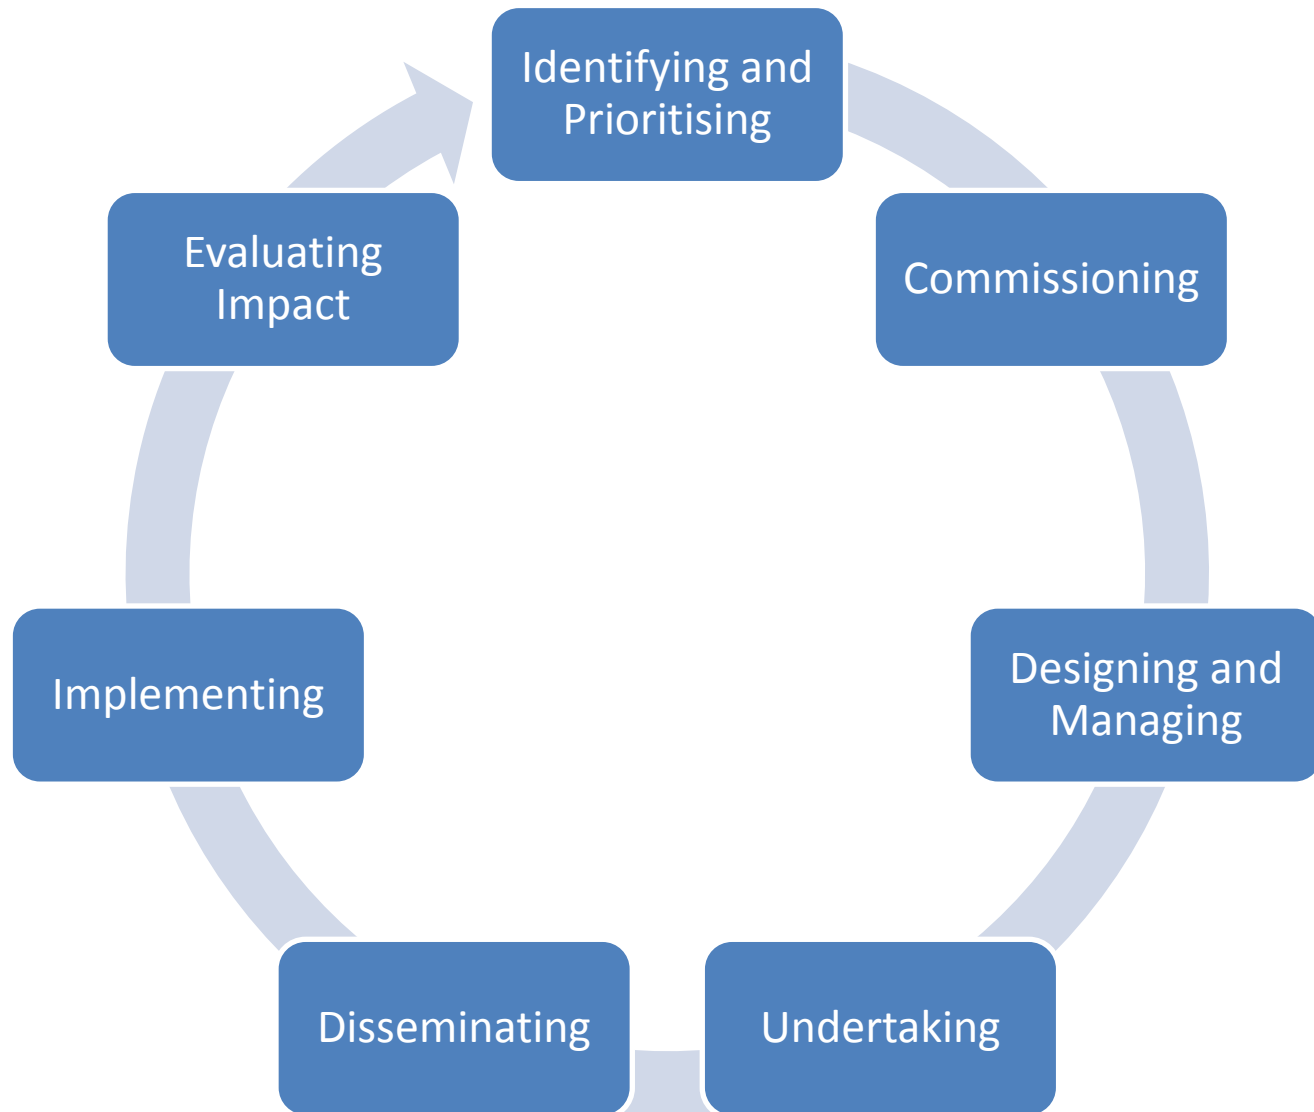 Identifying and
Prioritising
Commissioning
Designing and
Managing
Undertaking
Disseminating
Implementing
Evaluating
Impact